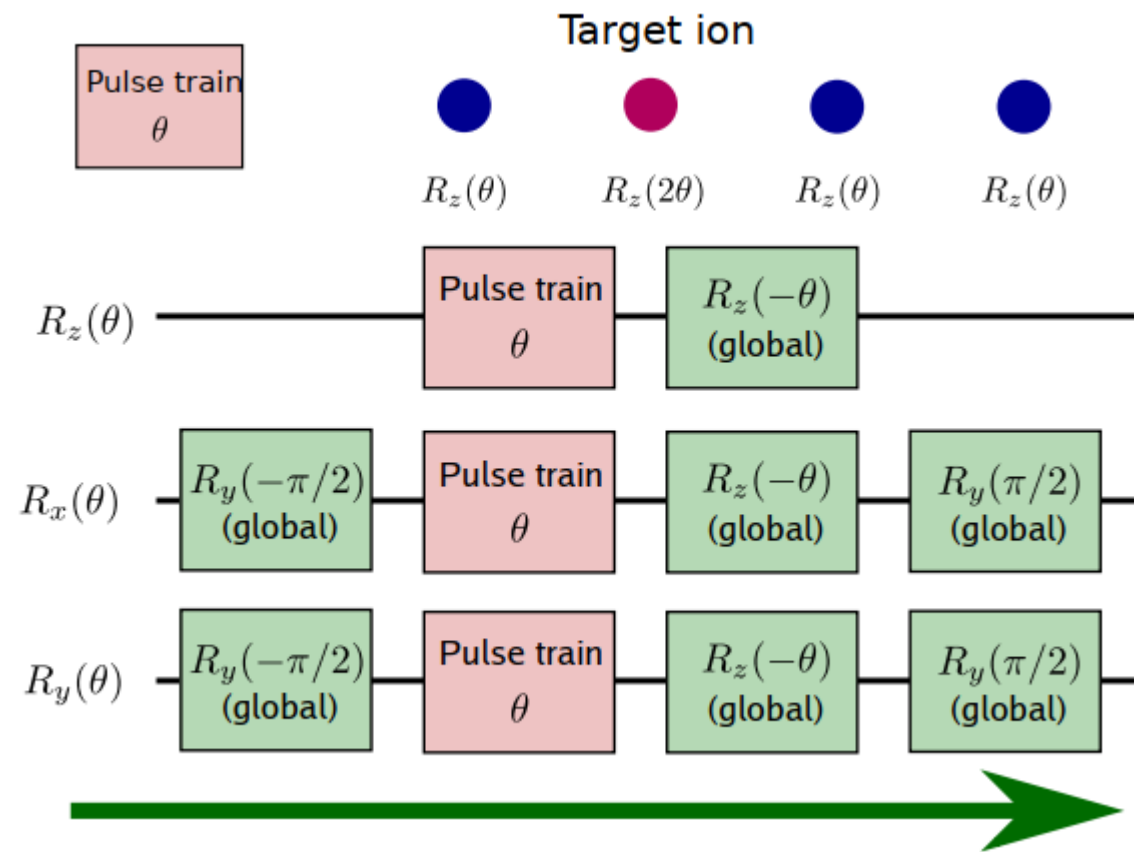 Target ion
Pulse train
θ
R_z(θ) R_z(2θ) R_z(θ) R_z(θ)
R_z(θ)
Pulse train
θ
R_z(−θ)
(global)
R_x(θ)
R_y(−π/2)
(global)
Pulse train
θ
R_z(−θ)
(global)
R_y(π/2)
(global)
R_y(θ)
R_y(−π/2)
(global)
Pulse train
θ
R_z(−θ)
(global)
R_y(π/2)
(global)